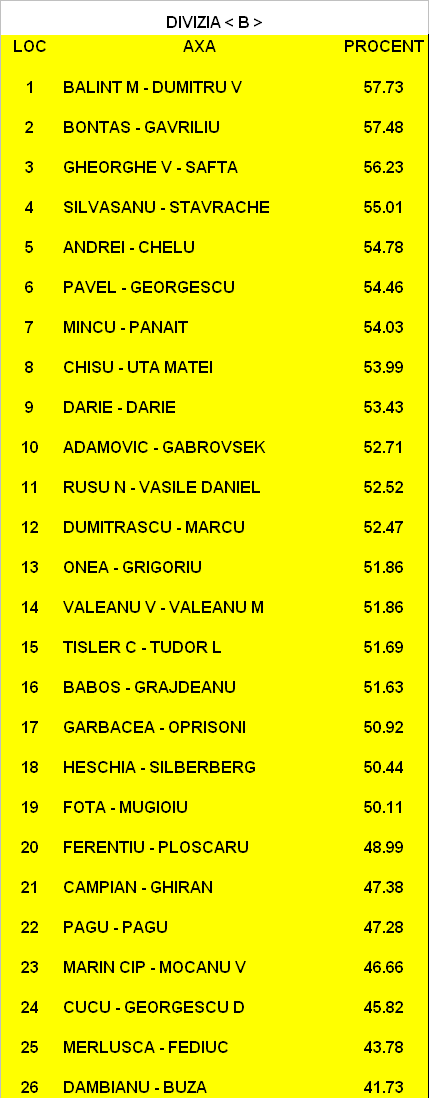 DIVIZIA < B >
LOC AXA PROCENT
1 BALINT M - DUMITRU V 57.73
2 BONTAS - GAVRILIU 57.48
3 GHEORGHE V - SAFTA 56.23
4 SILVASANU - STAVRACHE 55.01
5 ANDREI - CHELU 54.78
6 PAVEL - GEORGESCU 54.46
7 MINCU - PANAIT 54.03
8 CHISU - UTA MATEI 53.99
9 DARIE - DARIE 53.43
10 ADAMOVIC - GABROVSEK 52.71
11 RUSU N - VASILE DANIEL 52.52
12 DUMITRASCU - MARCU 52.47
13 ONEA - GRIGORIU 51.86
14 VALEANU V - VALEANU M 51.86
15 TISLER C - TUDOR L 51.69
16 BABOS - GRAJDEANU 51.63
17 GARBACEA - OPRISONI 50.92
18 HESCHIA - SILBERBERG 50.44
19 FOTA - MUGIOIU 50.11
20 FERENTIU - PLOSCARU 48.99
21 CAMPIAN - GHIRAN 47.38
22 PAGU - PAGU 47.28
23 MARIN CIP - MOCANU V 46.66
24 CUCU - GEORGESCU D 45.82
25 MERLUSCA - FEDIUC 43.78
26 DAMBIANU - BUZA 41.73